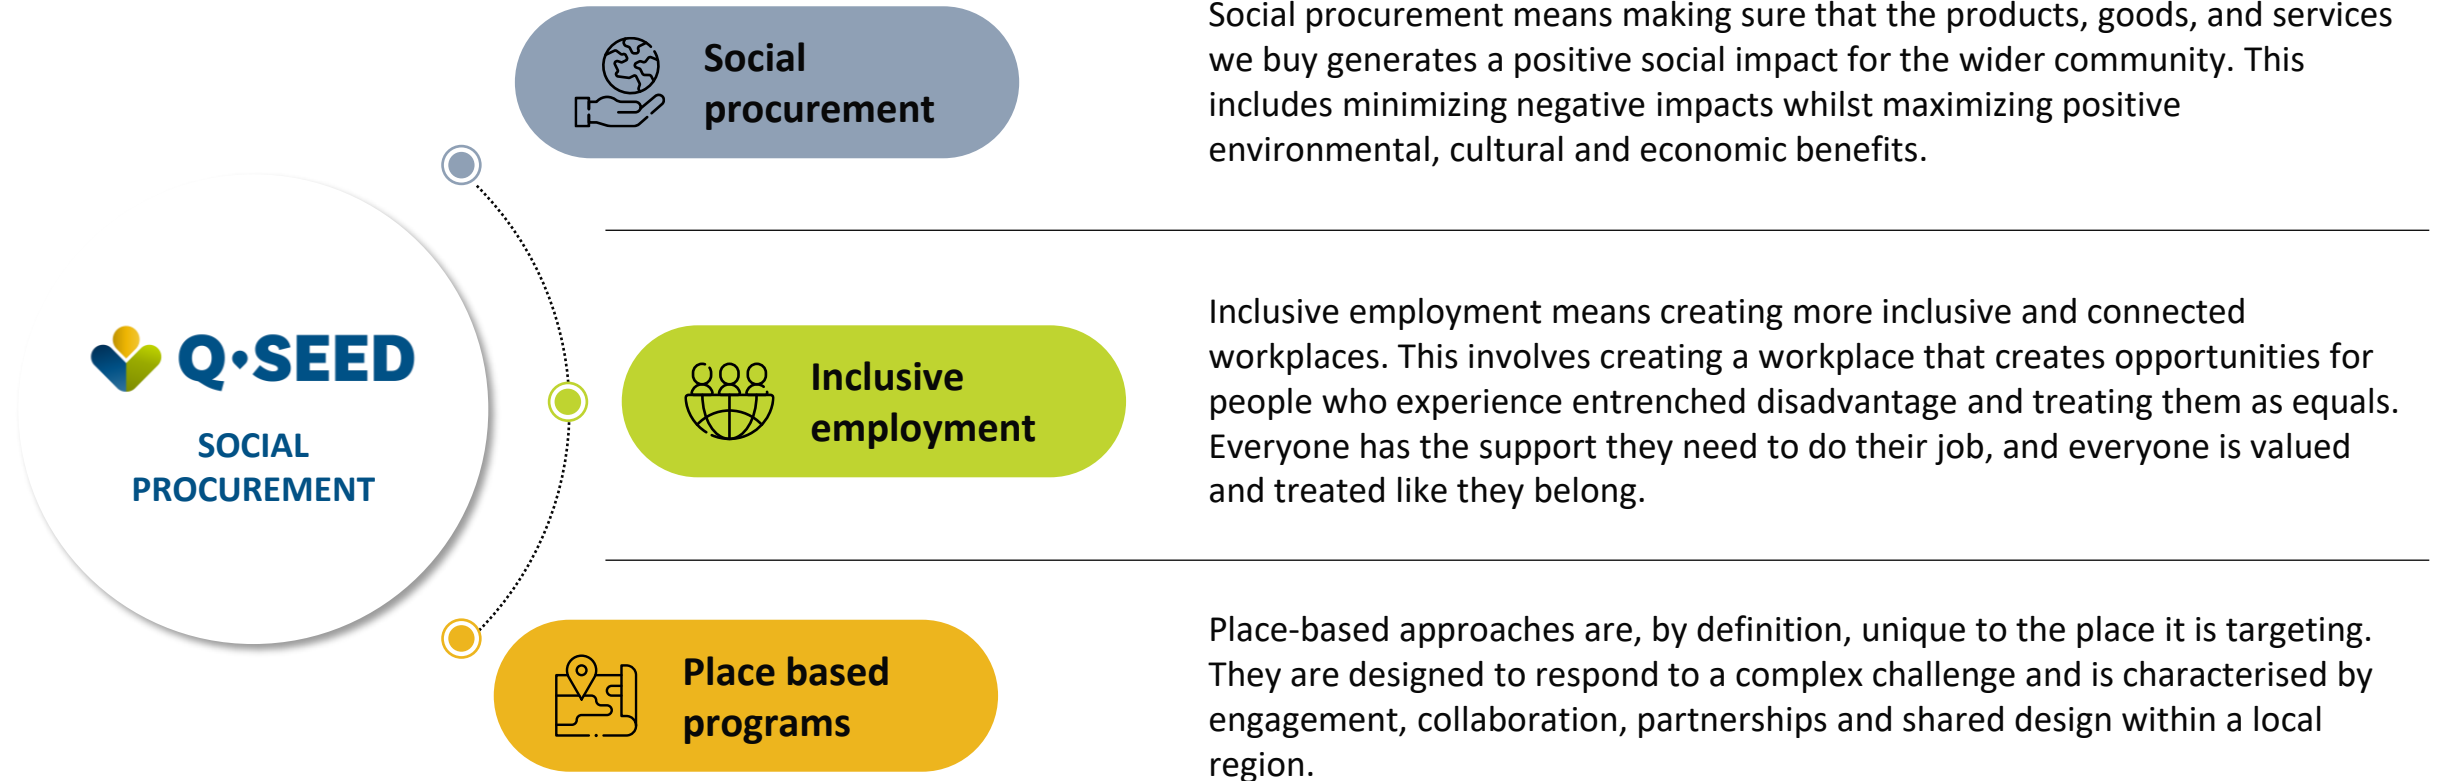 Q·SEED
SOCIAL
PROCUREMENT
Social
procurement
Social procurement means making sure that the products, goods, and services
we buy generates a positive social impact for the wider community. This
includes minimizing negative impacts whilst maximizing positive
environmental, cultural and economic benefits.
Inclusive
employment
Inclusive employment means creating more inclusive and connected
workplaces. This involves creating a workplace that creates opportunities for
people who experience entrenched disadvantage and treating them as equals.
Everyone has the support they need to do their job, and everyone is valued
and treated like they belong.
Place based
programs
Place-based approaches are, by definition, unique to the place it is targeting.
They are designed to respond to a complex challenge and is characterised by
engagement, collaboration, partnerships and shared design within a local
region.